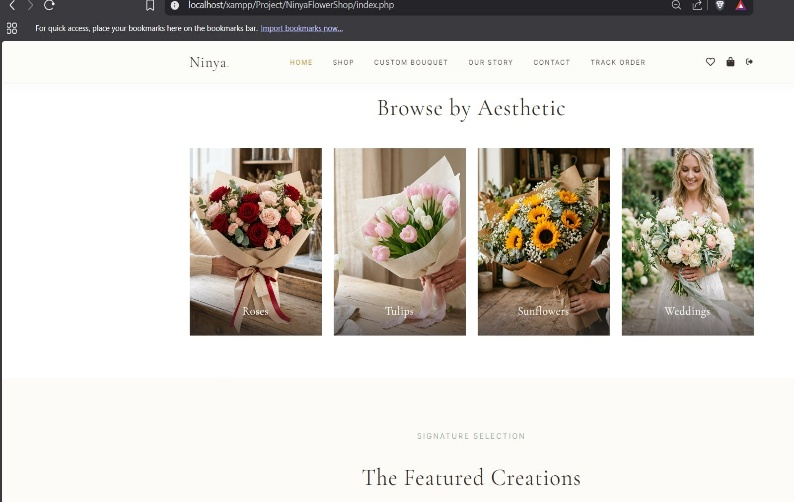 localhost/xampp/Project/NinyaFlowerShop/index.php
For quick access, place your bookmarks here on the bookmarks bar. Import bookmarks now...
Ninya.
HOME SHOP CUSTOM BOUQUET OUR STORY CONTACT TRACK ORDER
Browse by Aesthetic
Roses Tulips Sunflowers Weddings
SIGNATURE SELECTION
The Featured Creations